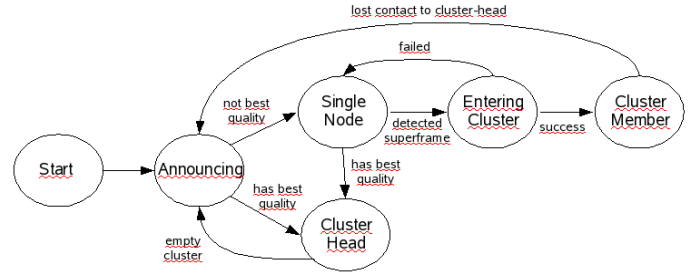 lost contact to cluster-head
failed
not best
quality
Single
Node
Entering
Cluster
Cluster
Member
detected
superframe
success
Start
Announcing
has best
quality
has best
quality
Cluster
Head
empty
cluster